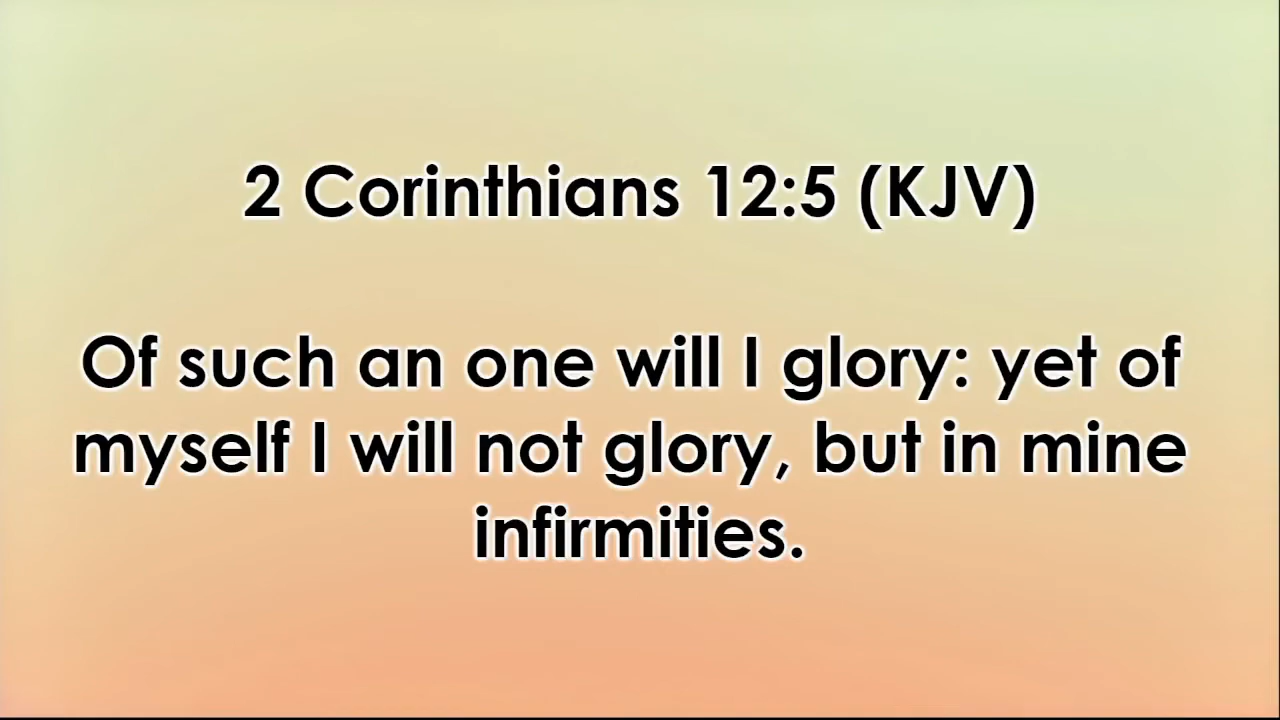 2 Corinthians 12:5 (KJV)
Of such an one will I glory: yet of
myself I will not glory, but in mine
infirmities.